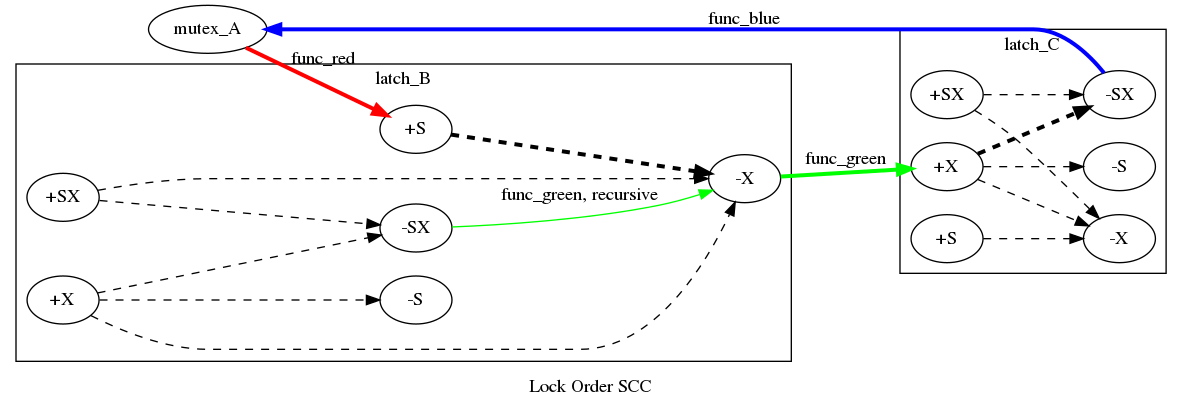 func_blue
mutex_A
func_red
latch_C
latch_B
+SX
-SX
+S
func_green
+X
-S
-X
+SX
func_green, recursive
-SX
+S
-X
+X
-S
Lock Order SCC